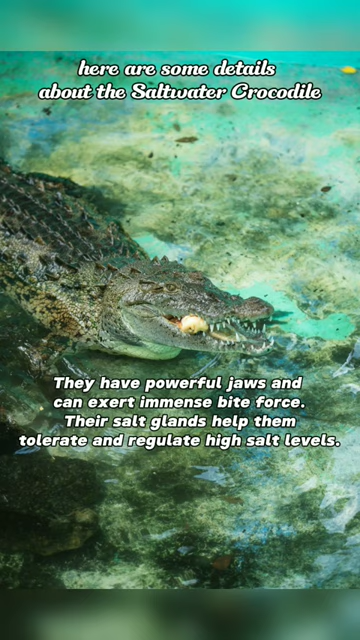 here are some details
about the Saltwater Crocodile
They have powerful jaws and
can exert immense bite force.
Their salt glands help them
tolerate and regulate high salt levels.